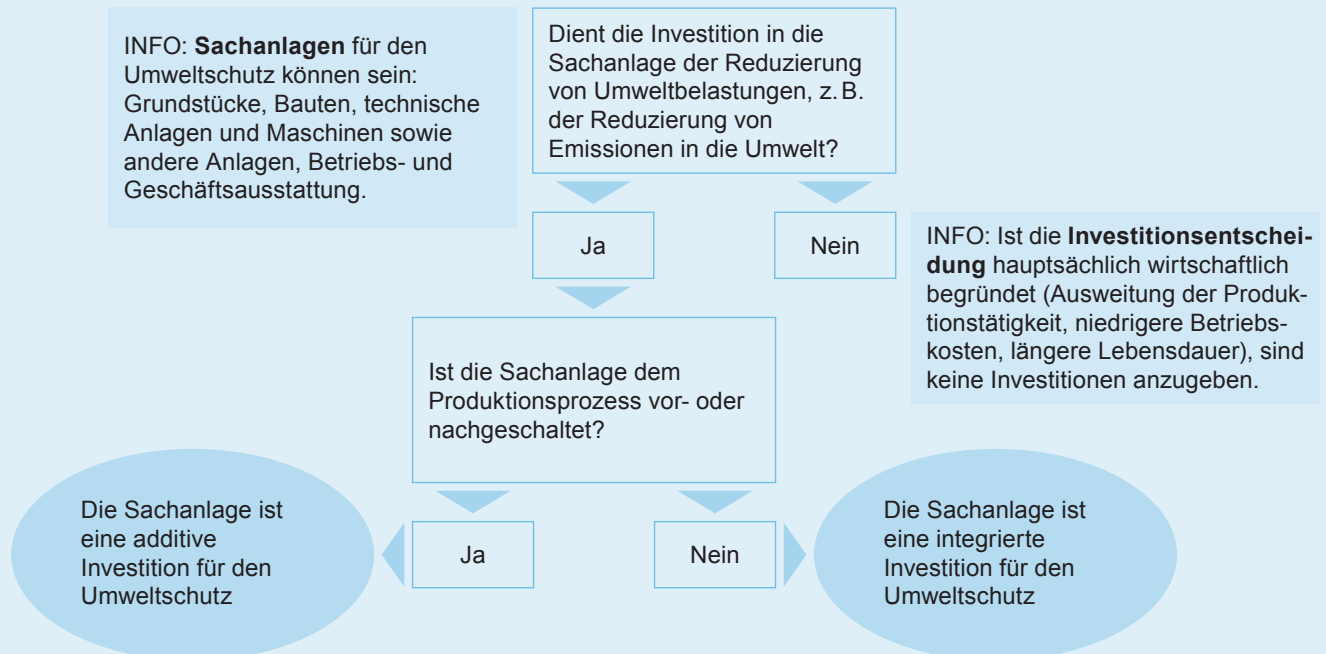 INFO: Sachanlagen für den
Umweltschutz können sein:
Grundstücke, Bauten, technische
Anlagen und Maschinen sowie
andere Anlagen, Betriebs- und
Geschäftsausstattung.
Dient die Investition in die
Sachanlage der Reduzierung
von Umweltbelastungen, z. B.
der Reduzierung von
Emissionen in die Umwelt?
Ja
Nein
INFO: Ist die Investitionsentschei-
dung hauptsächlich wirtschaftlich
begründet (Ausweitung der Produk-
tionstätigkeit, niedrigere Betriebs-
kosten, längere Lebensdauer), sind
keine Investitionen anzugeben.
Ist die Sachanlage dem
Produktionsprozess vor- oder
nachgeschaltet?
Die Sachanlage ist
eine additive
Investition für den
Umweltschutz
Ja
Nein
Die Sachanlage ist
eine integrierte
Investition für den
Umweltschutz